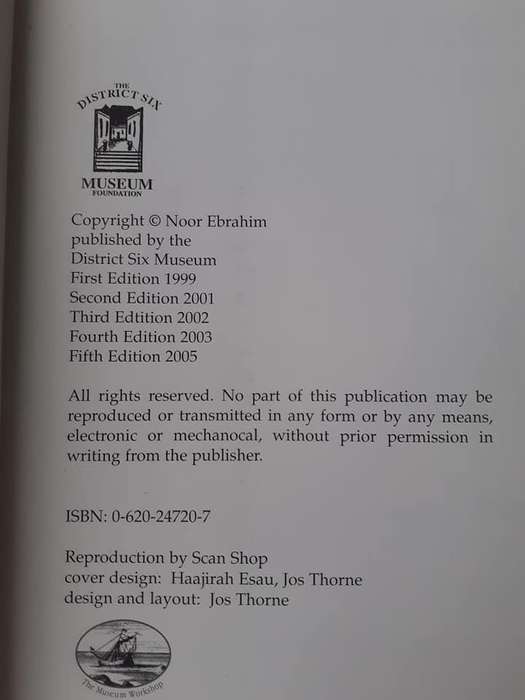 THE
DISTRICT SIX
MUSEUM
FOUNDATION
Copyright © Noor Ebrahim
published by the
District Six Museum
First Edition 1999
Second Edition 2001
Third Edtition 2002
Fourth Edition 2003
Fifth Edition 2005
All rights reserved. No part of this publication may be
reproduced or transmitted in any form or by any means,
electronic or mechanocal, without prior permission in
writing from the publisher.
ISBN: 0-620-24720-7
Reproduction by Scan Shop
cover design: Haajirah Esau, Jos Thorne
design and layout: Jos Thorne
The Museum Workshop